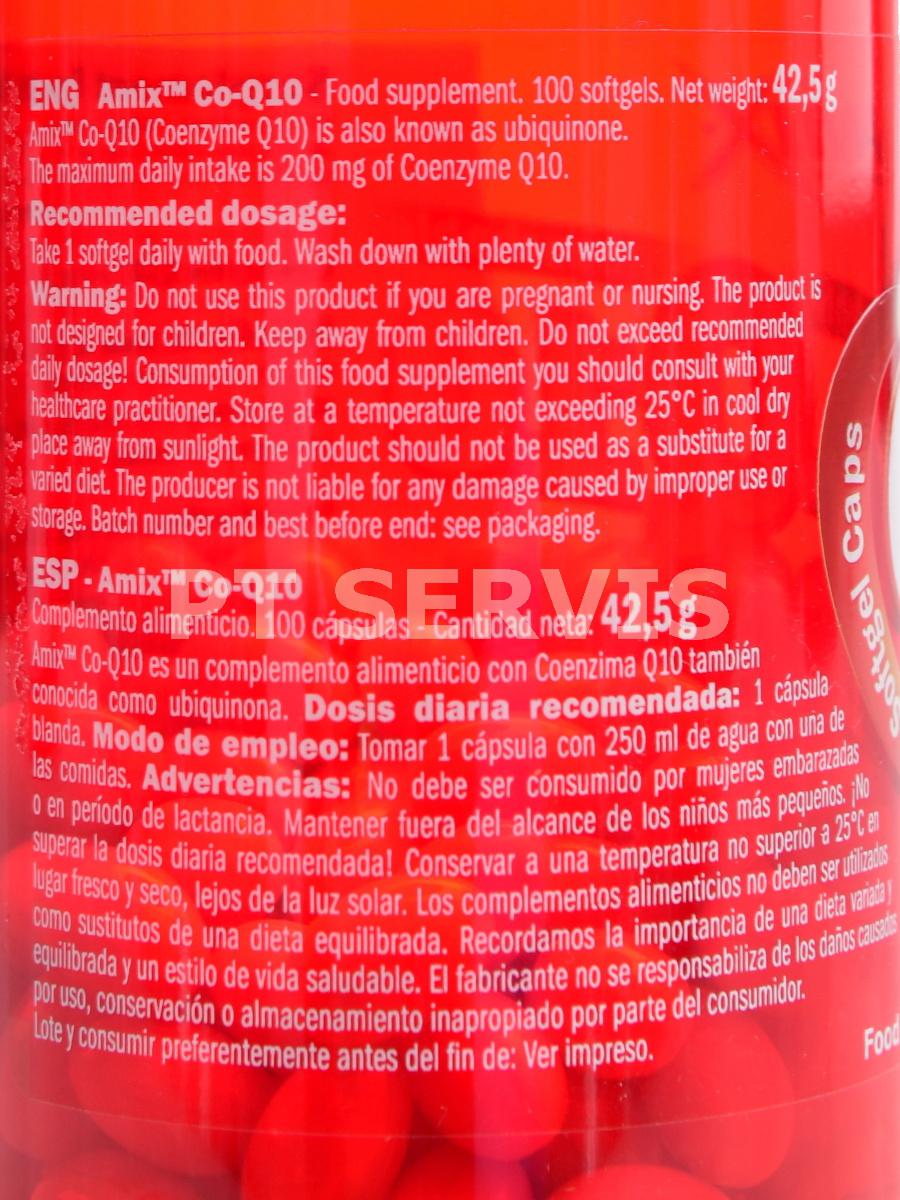 ENG Amix™ Co-Q10 - Food supplement. 100 softgels. Net weight: 42,5 g
Amix™ Co-Q10 (Coenzyme Q10) is also known as ubiquinone.
The maximum daily intake is 200 mg of Coenzyme Q10.
Recommended dosage:
Take 1 softgel daily with food. Wash down with plenty of water.
Warning: Do not use this product if you are pregnant or nursing. The product is
not designed for children. Keep away from children. Do not exceed recommended
daily dosage! Consumption of this food supplement you should consult with your
healthcare practitioner. Store at a temperature not exceeding 25°C in cool dry
place away from sunlight. The product should not be used as a substitute for a
varied diet. The producer is not liable for any damage caused by improper use or
storage. Batch number and best before end: see packaging.
ESP - Amix™ Co-Q10
Complemento alimenticio. 100 cápsulas - Cantidad neta: 42,5 g
Amix™ Co-Q10 es un complemento alimenticio con Coenzima Q10 también
conocida como ubiquinona. Dosis diaria recomendada: 1 cápsula
blanda. Modo de empleo: Tomar 1 cápsula con 250 ml de agua con una de
las comidas. Advertencias: No debe ser consumido por mujeres embarazadas
o en período de lactancia. Mantener fuera del alcance de los niños más pequeños. ¡No
superar la dosis diaria recomendada! Conservar a una temperatura no superior a 25°C en
lugar fresco y seco, lejos de la luz solar. Los complementos alimenticios no deben ser utilizados
como sustitutos de una dieta equilibrada. Recordamos la importancia de una dieta variada y
equilibrada y un estilo de vida saludable. El fabricante no se responsabiliza de los daños causados
por uso, conservación o almacenamiento inapropiado por parte del consumidor.
Lote y consumir preferentemente antes del fin de: Ver impreso.
PT SERVIS
Softgel Caps
Food